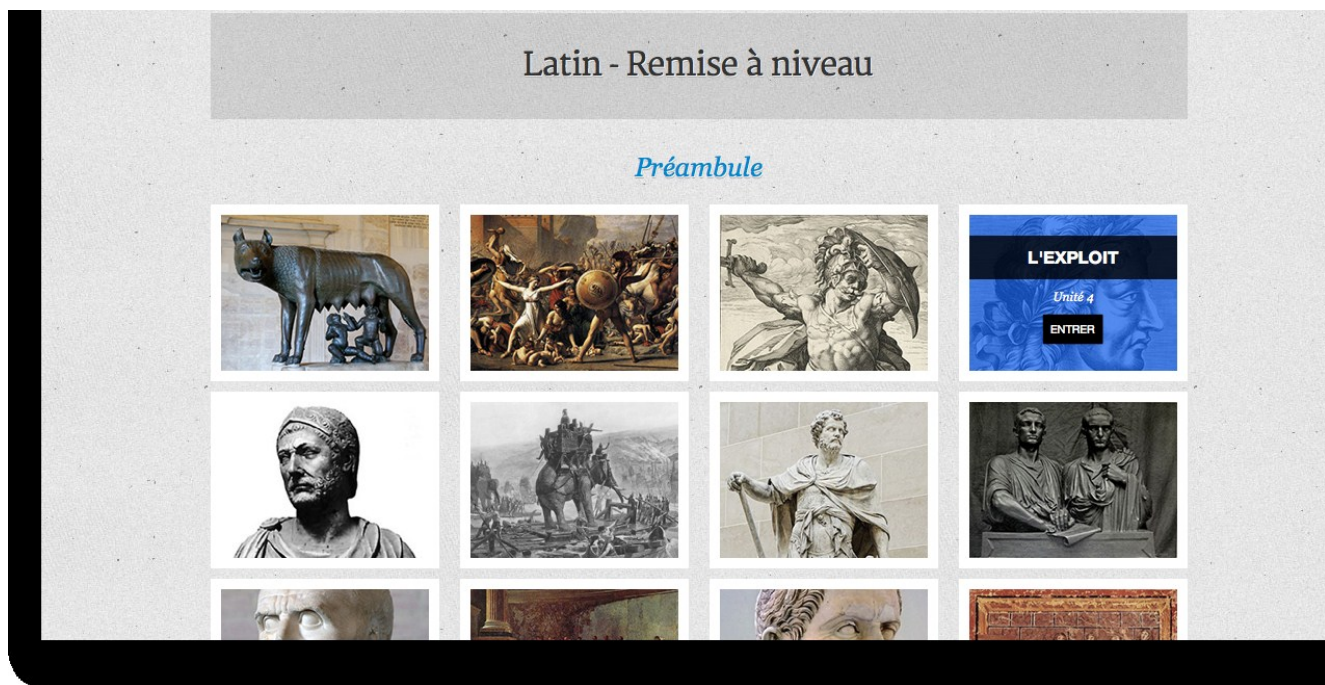 Latin - Remise à niveau
Préambule
L'EXPLOIT
Unité 4
ENTRER